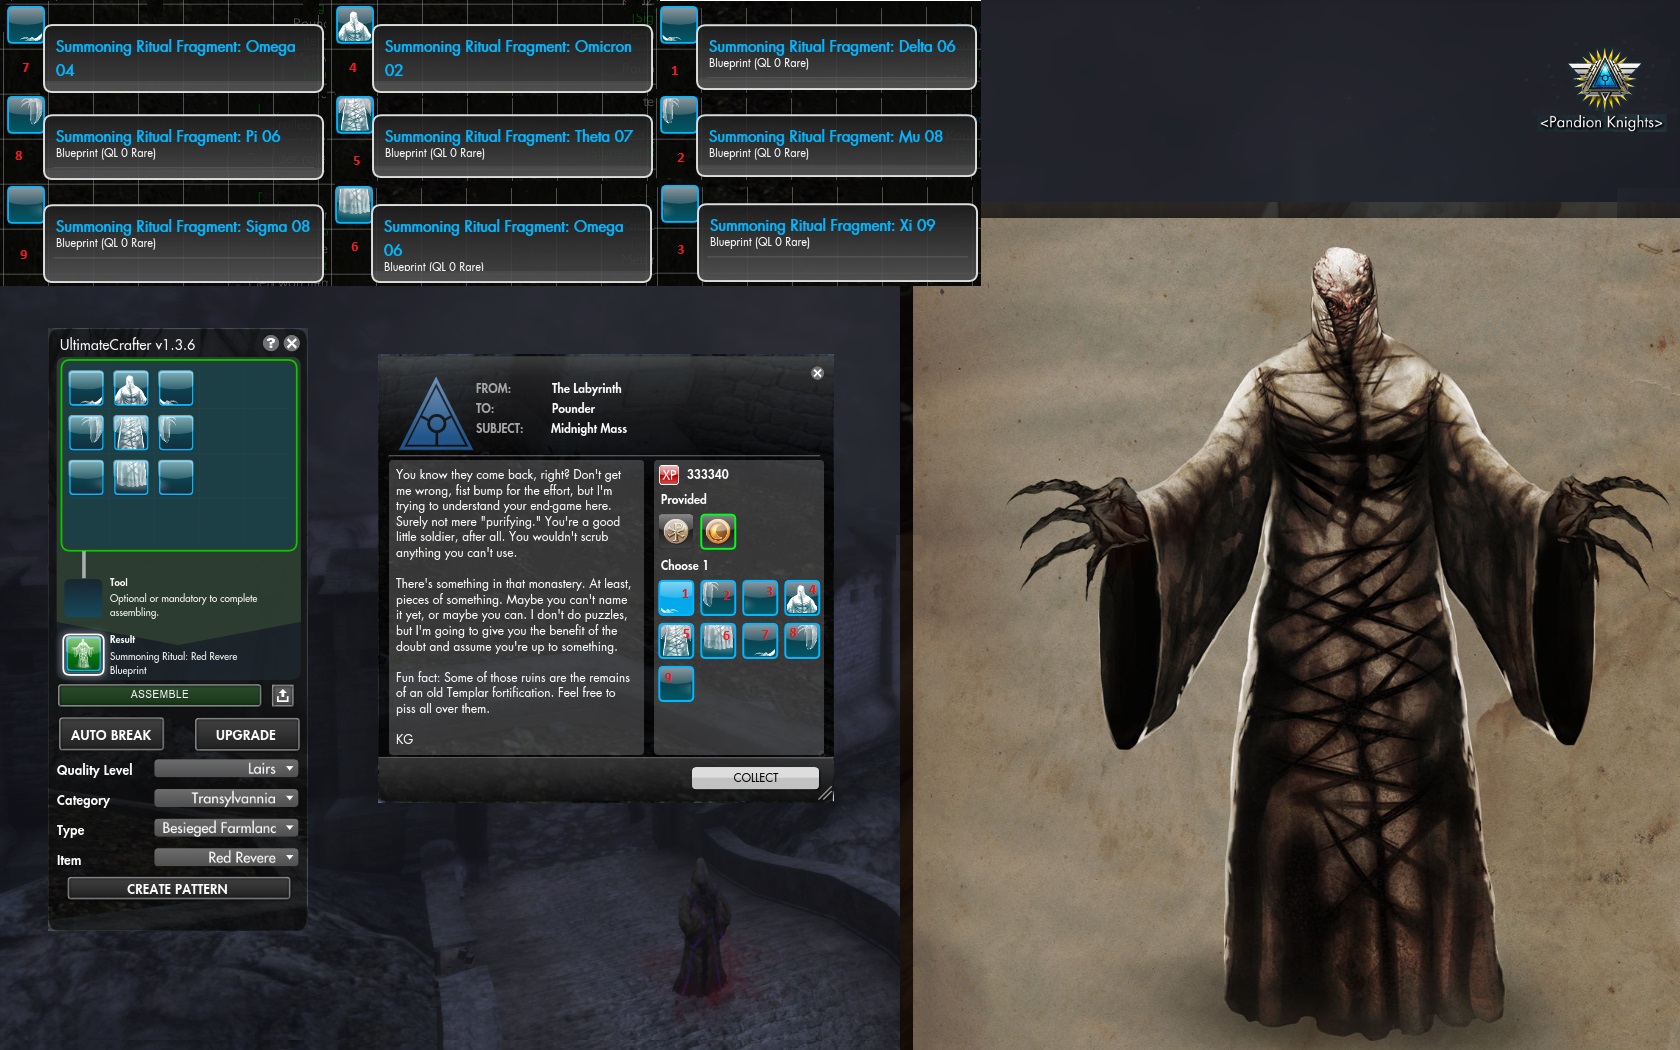 Summoning Ritual Fragment: Omega
04
7
Summoning Ritual Fragment: Omicron
02
4
Summoning Ritual Fragment: Delta 06
Blueprint (QL 0 Rare)
1
Summoning Ritual Fragment: Pi 06
Blueprint (QL 0 Rare)
8
Summoning Ritual Fragment: Theta 07
Blueprint (QL 0 Rare)
5
Summoning Ritual Fragment: Mu 08
Blueprint (QL 0 Rare)
2
Summoning Ritual Fragment: Sigma 08
Blueprint (QL 0 Rare)
9
Summoning Ritual Fragment: Omega
06
Blueprint (QL 0 Rare)
6
Summoning Ritual Fragment: Xi 09
Blueprint (QL 0 Rare)
3
<Pandion Knights>
UltimateCrafter v1.3.6
?
Tool
Optional or mandatory to complete
assembling.
Result
Summoning Ritual: Red Revere
Blueprint
ASSEMBLE
AUTO BREAK
UPGRADE
Quality Level
Lairs
Category
Transylvannia
Type
Besieged Farmlanc
Item
Red Revere
CREATE PATTERN
FROM:
The Labyrinth
TO:
Pounder
SUBJECT:
Midnight Mass
You know they come back, right? Don't get
me wrong, fist bump for the effort, but I'm
trying to understand your end-game here.
Surely not mere "purifying." You're a good
little soldier, after all. You wouldn't scrub
anything you can't use.
There's something in that monastery. At least,
pieces of something. Maybe you can't name
it yet, or maybe you can. I don't do puzzles,
but I'm going to give you the benefit of the
doubt and assume you're up to something.
Fun fact: Some of those ruins are the remains
of an old Templar fortification. Feel free to
piss all over them.
KG
XP
333340
Provided
Choose 1
1
2
3
4
5
6
7
8
9
COLLECT